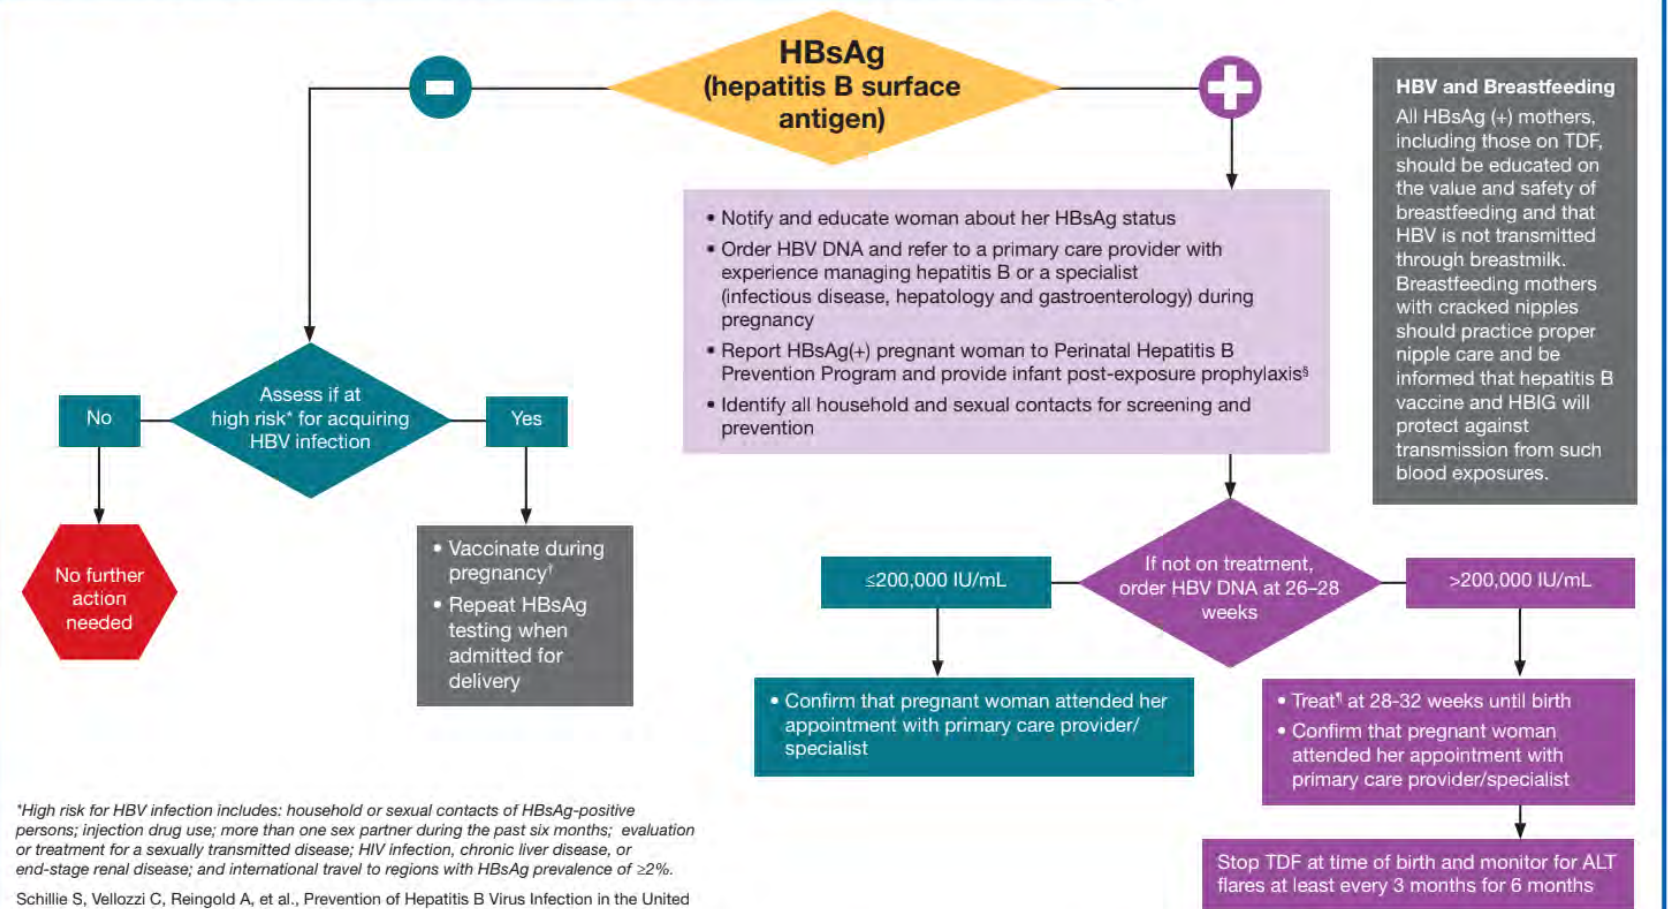 HBsAg
(hepatitis B surface
antigen)
HBV and Breastfeeding
All HBsAg (+) mothers,
including those on TDF,
should be educated on
the value and safety of
breastfeeding and that
HBV is not transmitted
through breastmilk.
Breastfeeding mothers
with cracked nipples
should practice proper
nipple care and be
informed that hepatitis B
vaccine and HBIG will
protect against
transmission from such
blood exposures.
• Notify and educate woman about her HBsAg status
• Order HBV DNA and refer to a primary care provider with
experience managing hepatitis B or a specialist
(infectious disease, hepatology and gastroenterology) during
pregnancy
• Report HBsAg(+) pregnant woman to Perinatal Hepatitis B
Prevention Program and provide infant post-exposure prophylaxis§
• Identify all household and sexual contacts for screening and
prevention
Assess if at
high risk* for acquiring
HBV infection
No
Yes
No further
action
needed
• Vaccinate during
pregnancy†
• Repeat HBsAg
testing when
admitted for
delivery
If not on treatment,
order HBV DNA at 26–28
weeks
≤200,000 IU/mL
>200,000 IU/mL
• Confirm that pregnant woman attended her
appointment with primary care provider/
specialist
• Treat¶ at 28-32 weeks until birth
• Confirm that pregnant woman
attended her appointment with
primary care provider/specialist
Stop TDF at time of birth and monitor for ALT
flares at least every 3 months for 6 months
*High risk for HBV infection includes: household or sexual contacts of HBsAg-positive
persons; injection drug use; more than one sex partner during the past six months; evaluation
or treatment for a sexually transmitted disease; HIV infection, chronic liver disease, or
end-stage renal disease; and international travel to regions with HBsAg prevalence of ≥2%.
Schillie S, Vellozzi C, Reingold A, et al., Prevention of Hepatitis B Virus Infection in the United